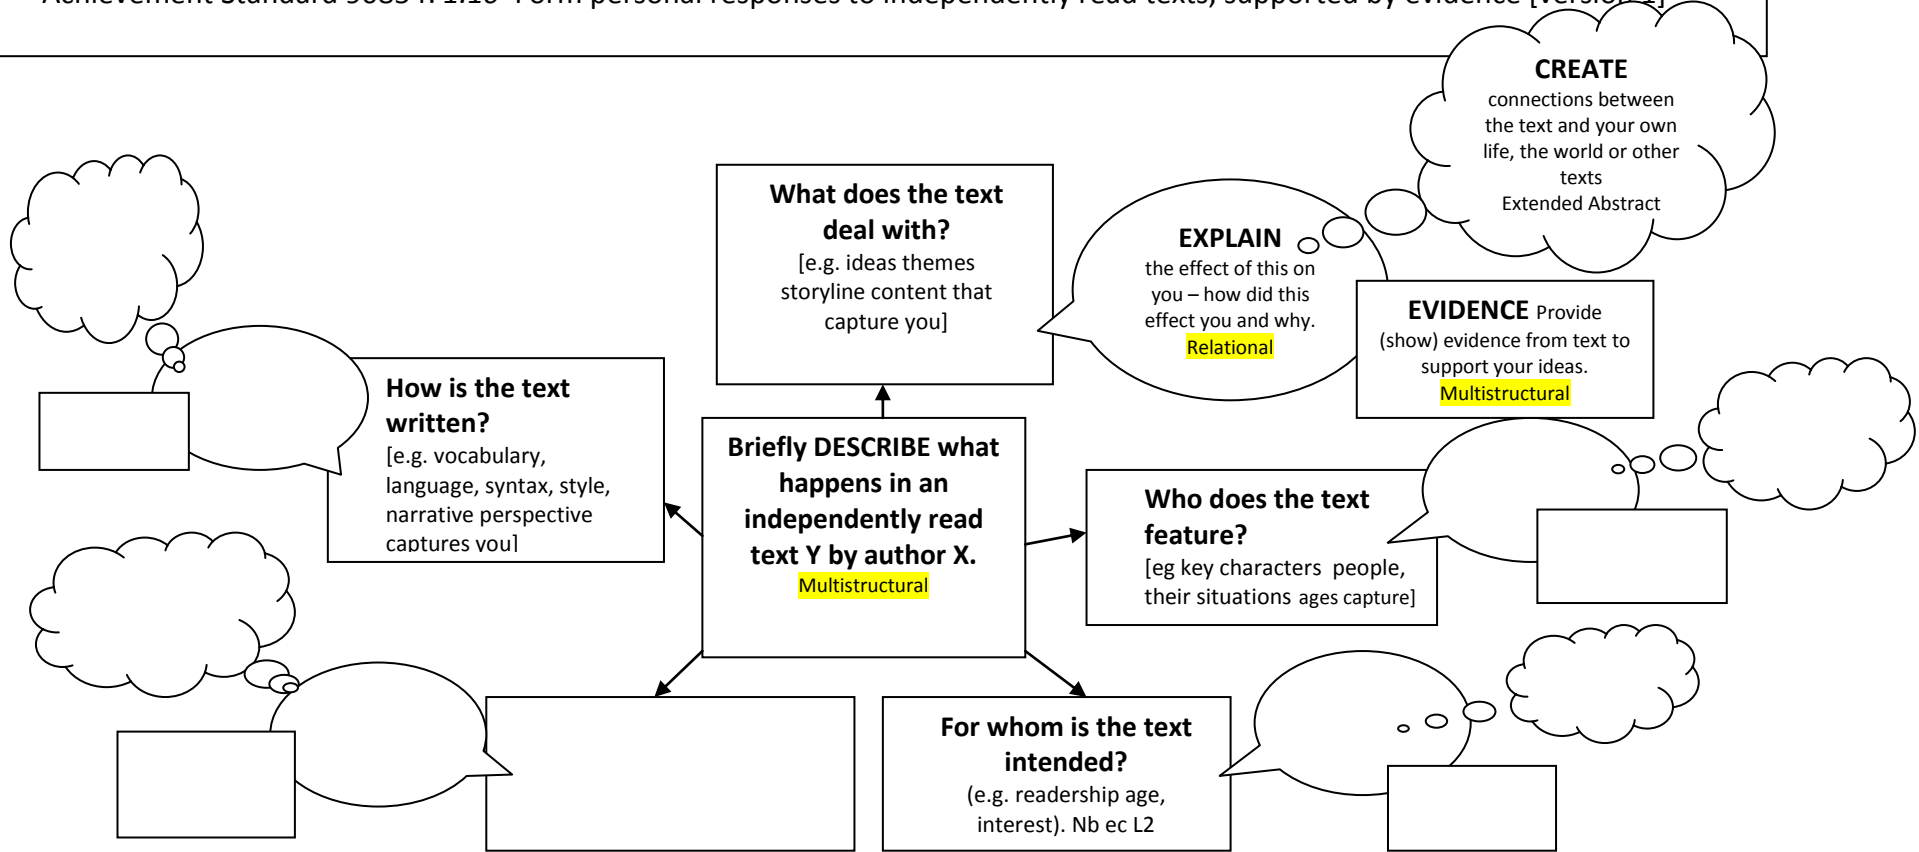 Achievement Standard 90854: 1.10 Form personal responses to independently read texts, supported by evidence [version 1]
CREATE
connections between
the text and your own
life, the world or other
texts
Extended Abstract
What does the text
deal with?
[e.g. ideas themes
storyline content that
capture you]
EXPLAIN
the effect of this on
you – how did this
effect you and why.
Relational
EVIDENCE Provide
(show) evidence from text to
support your ideas.
Multistructural
How is the text
written?
[e.g. vocabulary,
language, syntax, style,
narrative perspective
captures you]
Briefly DESCRIBE what
happens in an
independently read
text Y by author X.
Multistructural
Who does the text
feature?
[eg key characters people,
their situations ages capture]
For whom is the text
intended?
(e.g. readership age,
interest). Nb ec L2